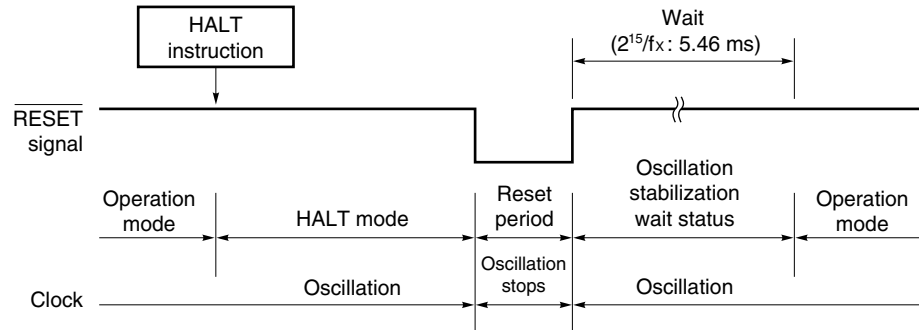 HALT
instruction
Wait
(2¹⁵/fx: 5.46 ms)
RESET
signal
Operation
mode
HALT mode
Reset
period
Oscillation
stabilization
wait status
Operation
mode
Clock
Oscillation
Oscillation
stops
Oscillation